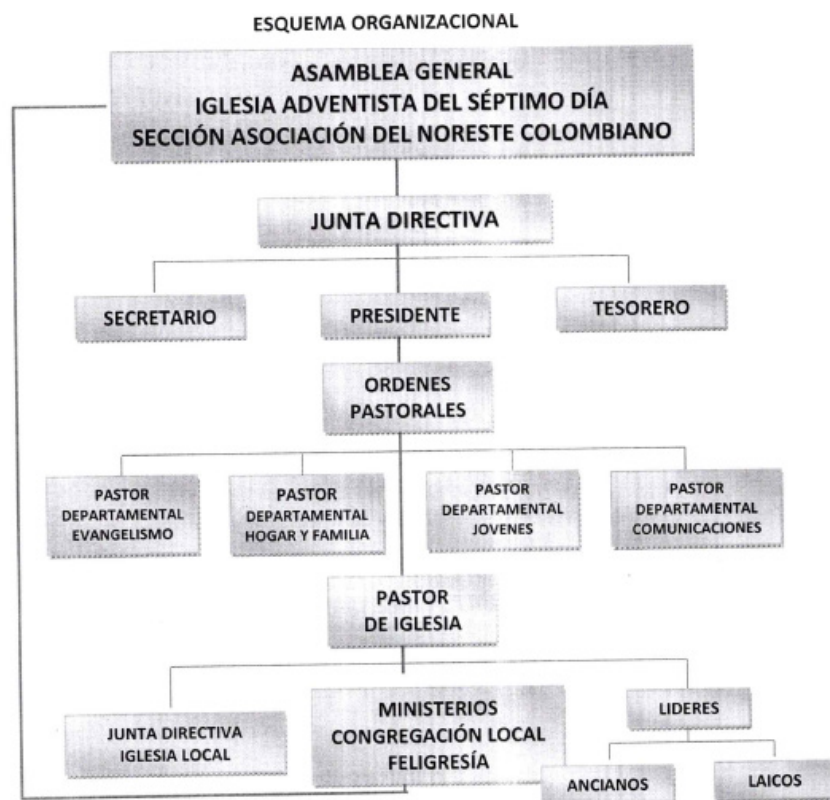 ESQUEMA ORGANIZACIONAL
ASAMBLEA GENERAL
IGLESIA ADVENTISTA DEL SÉPTIMO DÍA
SECCIÓN ASOCIACIÓN DEL NORESTE COLOMBIANO
JUNTA DIRECTIVA
SECRETARIO
PRESIDENTE
TESORERO
ORDENES
PASTORALES
PASTOR
DEPARTAMENTAL
EVANGELISMO
PASTOR
DEPARTAMENTAL
HOGAR Y FAMILIA
PASTOR
DEPARTAMENTAL
JOVENES
PASTOR
DEPARTAMENTAL
COMUNICACIONES
PASTOR
DE IGLESIA
JUNTA DIRECTIVA
IGLESIA LOCAL
MINISTERIOS
CONGREGACIÓN LOCAL
FELIGRESÍA
LIDERES
ANCIANOS
LAICOS